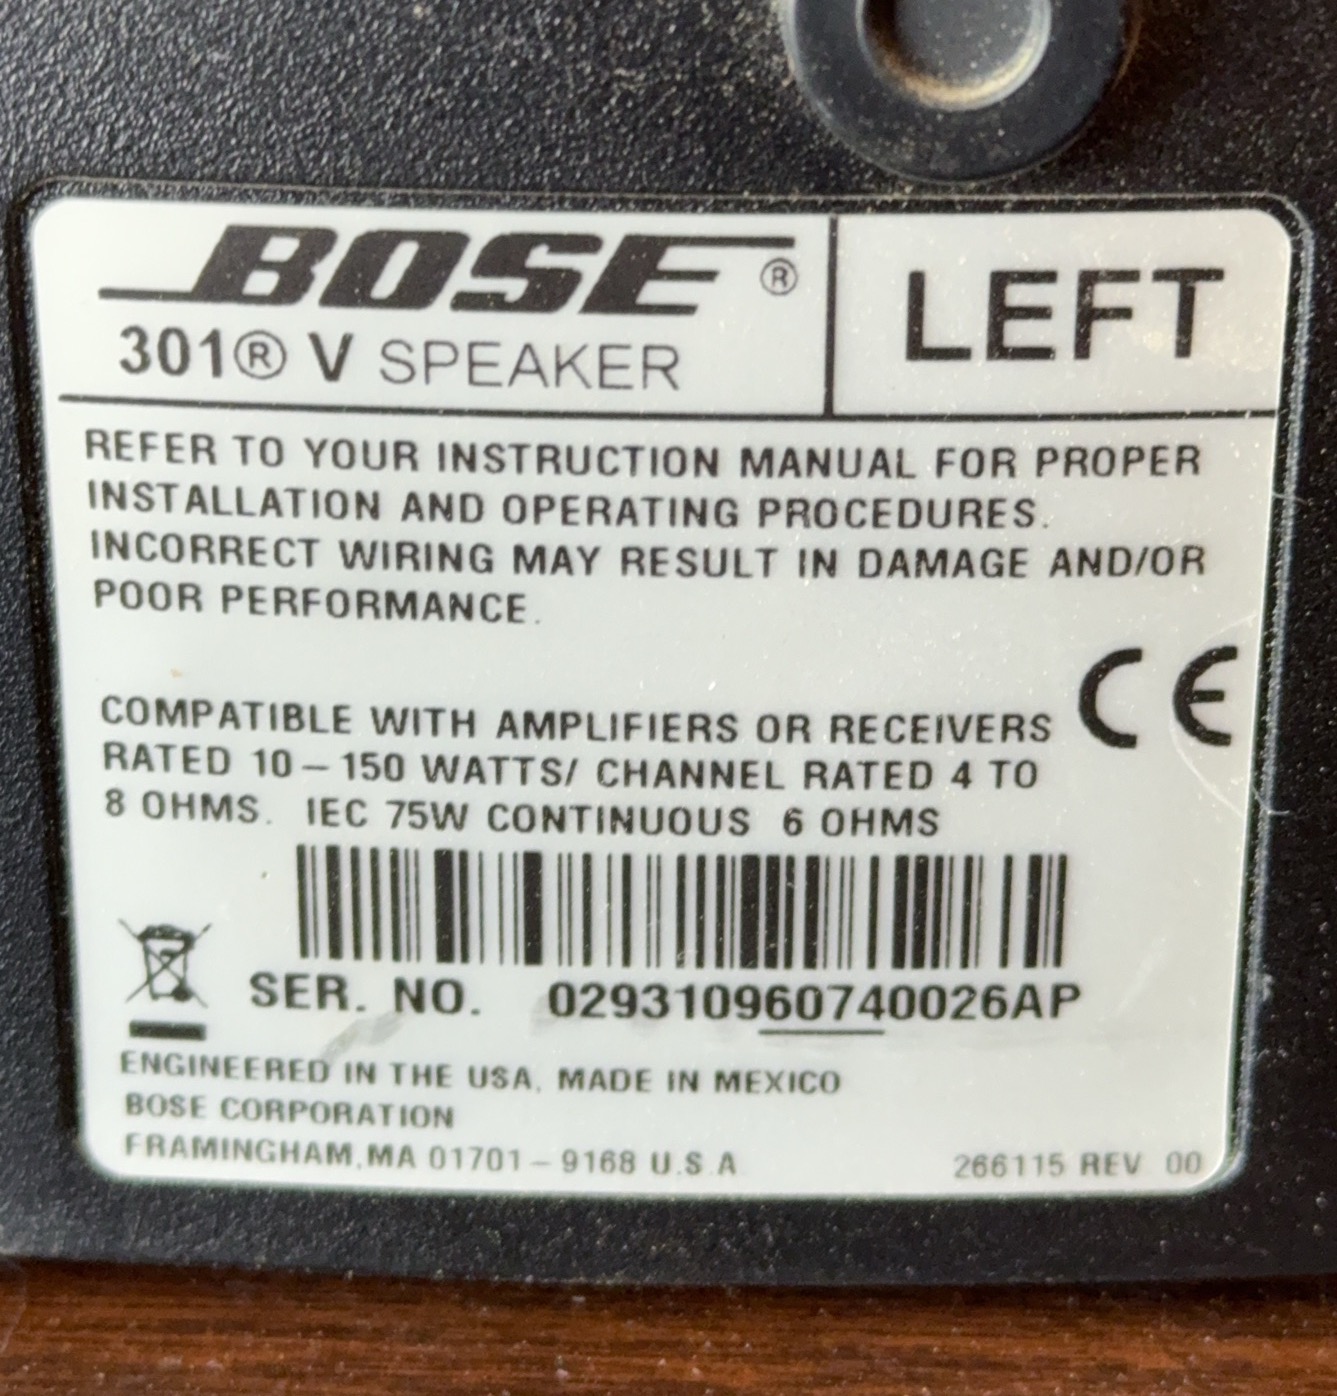 BOSE®
301® V SPEAKER
LEFT
REFER TO YOUR INSTRUCTION MANUAL FOR PROPER
INSTALLATION AND OPERATING PROCEDURES.
INCORRECT WIRING MAY RESULT IN DAMAGE AND/OR
POOR PERFORMANCE.
COMPATIBLE WITH AMPLIFIERS OR RECEIVERS
RATED 10 – 150 WATTS/ CHANNEL RATED 4 TO
8 OHMS. IEC 75W CONTINUOUS 6 OHMS
CE
SER. NO. 029310960740026AP
ENGINEERED IN THE USA, MADE IN MEXICO
BOSE CORPORATION
FRAMINGHAM,MA 01701 – 9168 U.S.A
266115 REV 00